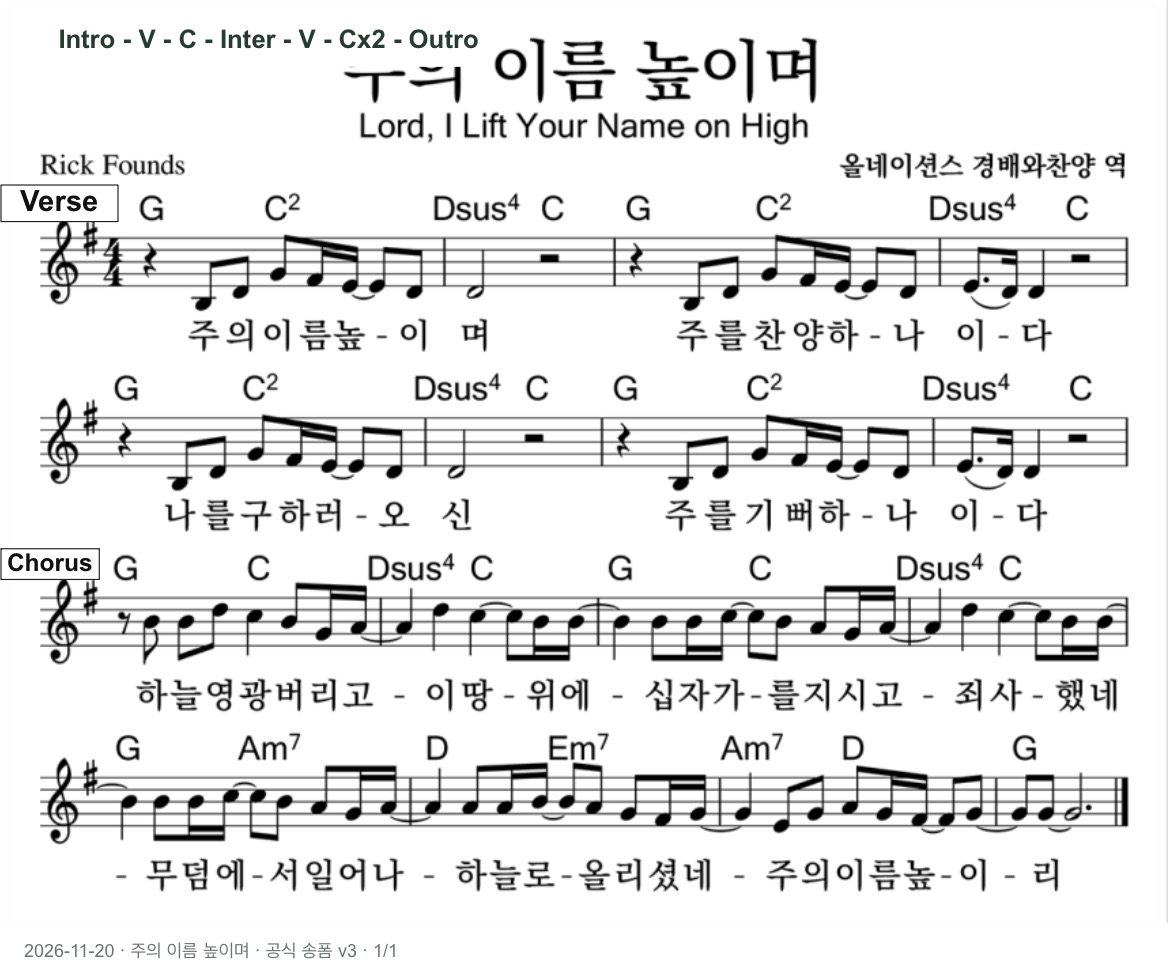 Intro - V - C - Inter - V - Cx2 - Outro
주의 이름 높이며
Lord, I Lift Your Name on High
Rick Founds
올네이션스 경배와찬양 역
Verse
G C2 Dsus4 C G C2 Dsus4 C
주의이름높 - 이 며 주를찬양하 - 나 이 - 다
G C2 Dsus4 C G C2 Dsus4 C
나를구하러 - 오 신 주를기뻐하 - 나 이 - 다
Chorus
G C Dsus4 C G C Dsus4 C
하늘영광버리고 - 이땅 - 위에 - 십자가 - 를지시고 - 죄사 - 했네
G Am7 D Em7 Am7 D G
- 무덤에 - 서일어나 - 하늘로 - 올리셨네 - 주의이름높 - 이 - 리
2026-11-20 · 주의 이름 높이며 · 공식 송폼 v3 · 1/1